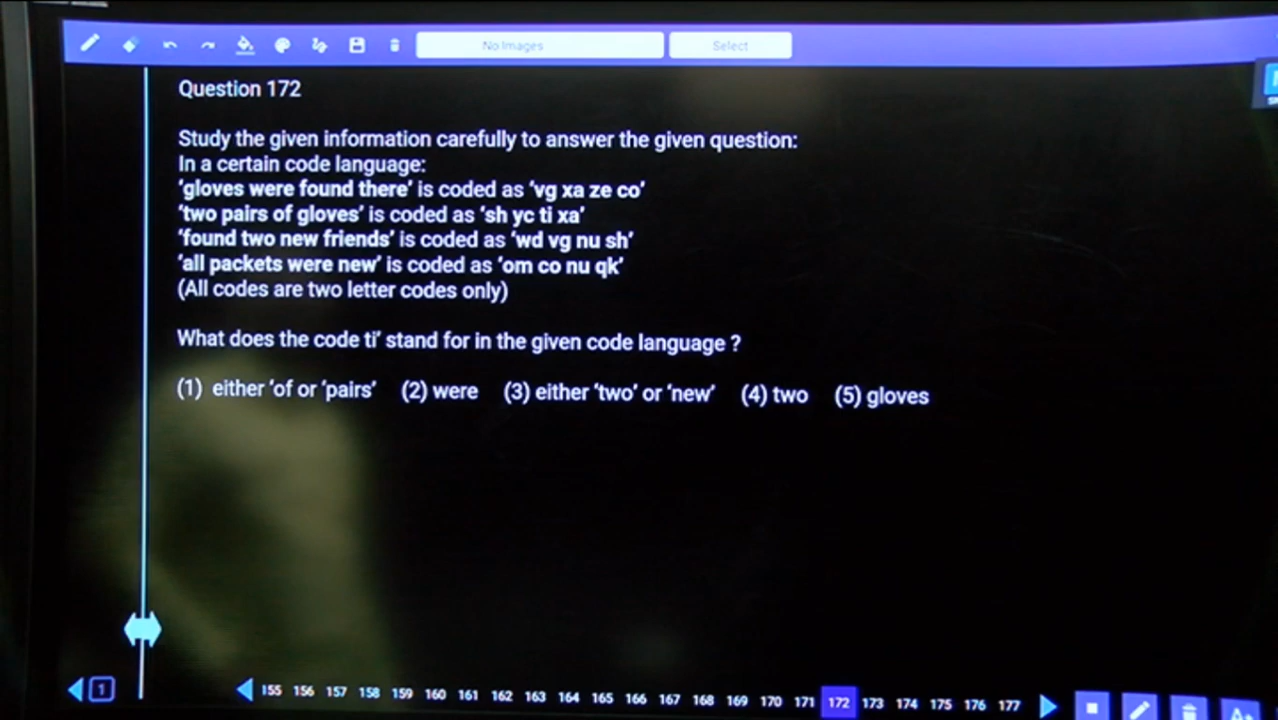 No Images Select
Question 172
Study the given information carefully to answer the given question:
In a certain code language:
‘gloves were found there’ is coded as ‘vg xa ze co’
‘two pairs of gloves’ is coded as ‘sh yc ti xa’
‘found two new friends’ is coded as ‘wd vg nu sh’
‘all packets were new’ is coded as ‘om co nu qk’
(All codes are two letter codes only)
What does the code ti’ stand for in the given code language ?
(1) either ‘of or ‘pairs’ (2) were (3) either ‘two’ or ‘new’ (4) two (5) gloves
1 155 156 157 158 159 160 161 162 163 164 165 166 167 168 169 170 171 172 173 174 175 176 177